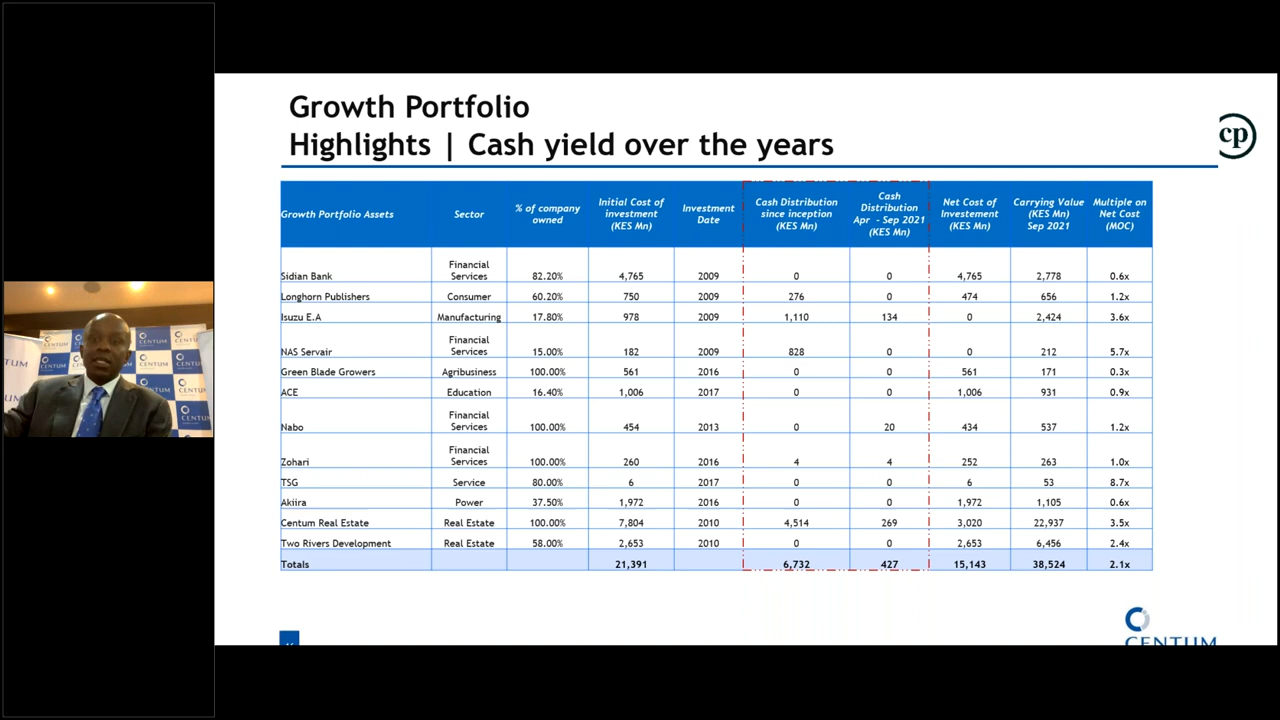 Growth Portfolio
Highlights | Cash yield over the years
cp
Growth Portfolio Assets Sector % of company owned Initial Cost of investment (KES Mn) Investment Date Cash Distribution since inception (KES Mn) Cash Distribution Apr - Sep 2021 (KES Mn) Net Cost of Investement (KES Mn) Carrying Value (KES Mn) Sep 2021 Multiple on Net Cost (MOC)
Sidian Bank Financial Services 82.20% 4,765 2009 0 0 4,765 2,778 0.6x
Longhorn Publishers Consumer 60.20% 750 2009 276 0 474 656 1.2x
Isuzu E.A Manufacturing 17.80% 978 2009 1,110 134 0 2,424 3.6x
NAS Servair Financial Services 15.00% 182 2009 828 0 0 212 5.7x
Green Blade Growers Agribusiness 100.00% 561 2016 0 0 561 171 0.3x
ACE Education 16.40% 1,006 2017 0 0 1,006 931 0.9x
Nabo Financial Services 100.00% 454 2013 0 20 434 537 1.2x
Zohari Financial Services 100.00% 260 2016 4 4 252 263 1.0x
TSG Service 80.00% 6 2017 0 0 6 53 8.7x
Akiira Power 37.50% 1,972 2016 0 0 1,972 1,105 0.6x
Centum Real Estate Real Estate 100.00% 7,804 2010 4,514 269 3,020 22,937 3.5x
Two Rivers Development Real Estate 58.00% 2,653 2010 0 0 2,653 6,456 2.4x
Totals 21,391 6,732 427 15,143 38,524 2.1x
CENTUM
CENTUM
CENTUM